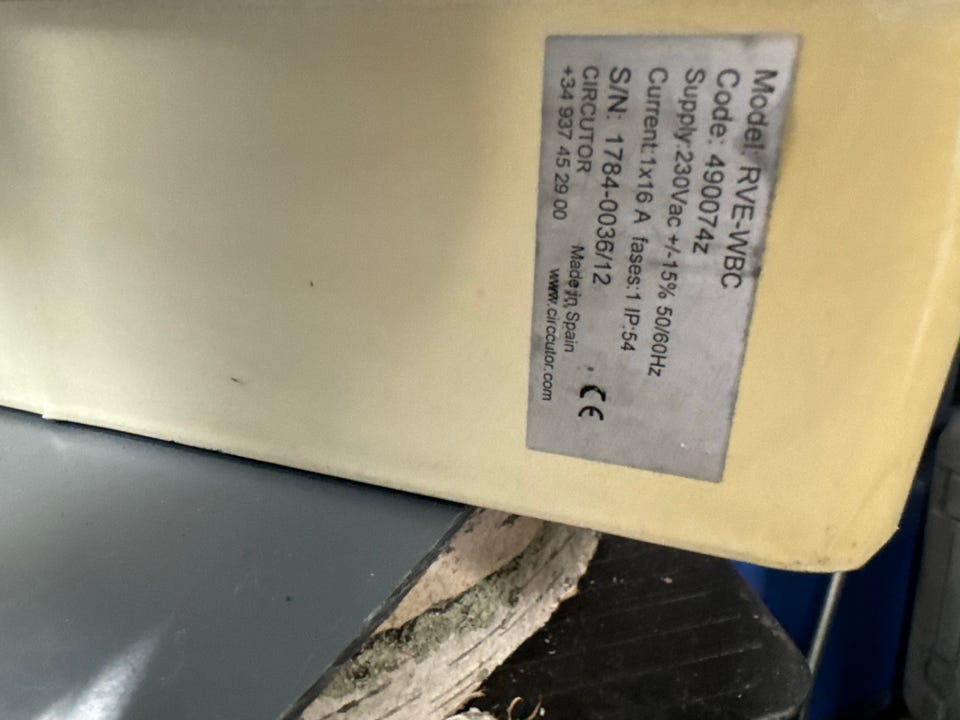 Model: RVE-WBC
Code: 490074z
Supply:230Vac +/-15% 50/60Hz
Current:1x16 A fases:1 IP:54
S/N: 1784-0036/12
CIRCUTOR Made in Spain CE
+34 937 45 29 00 www.circutor.com